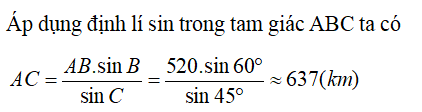 Áp dụng định lí sin trong tam giác ABC ta có
AC = AB.sin B / sin C = 520.sin 60° / sin 45° ≈ 637(km)